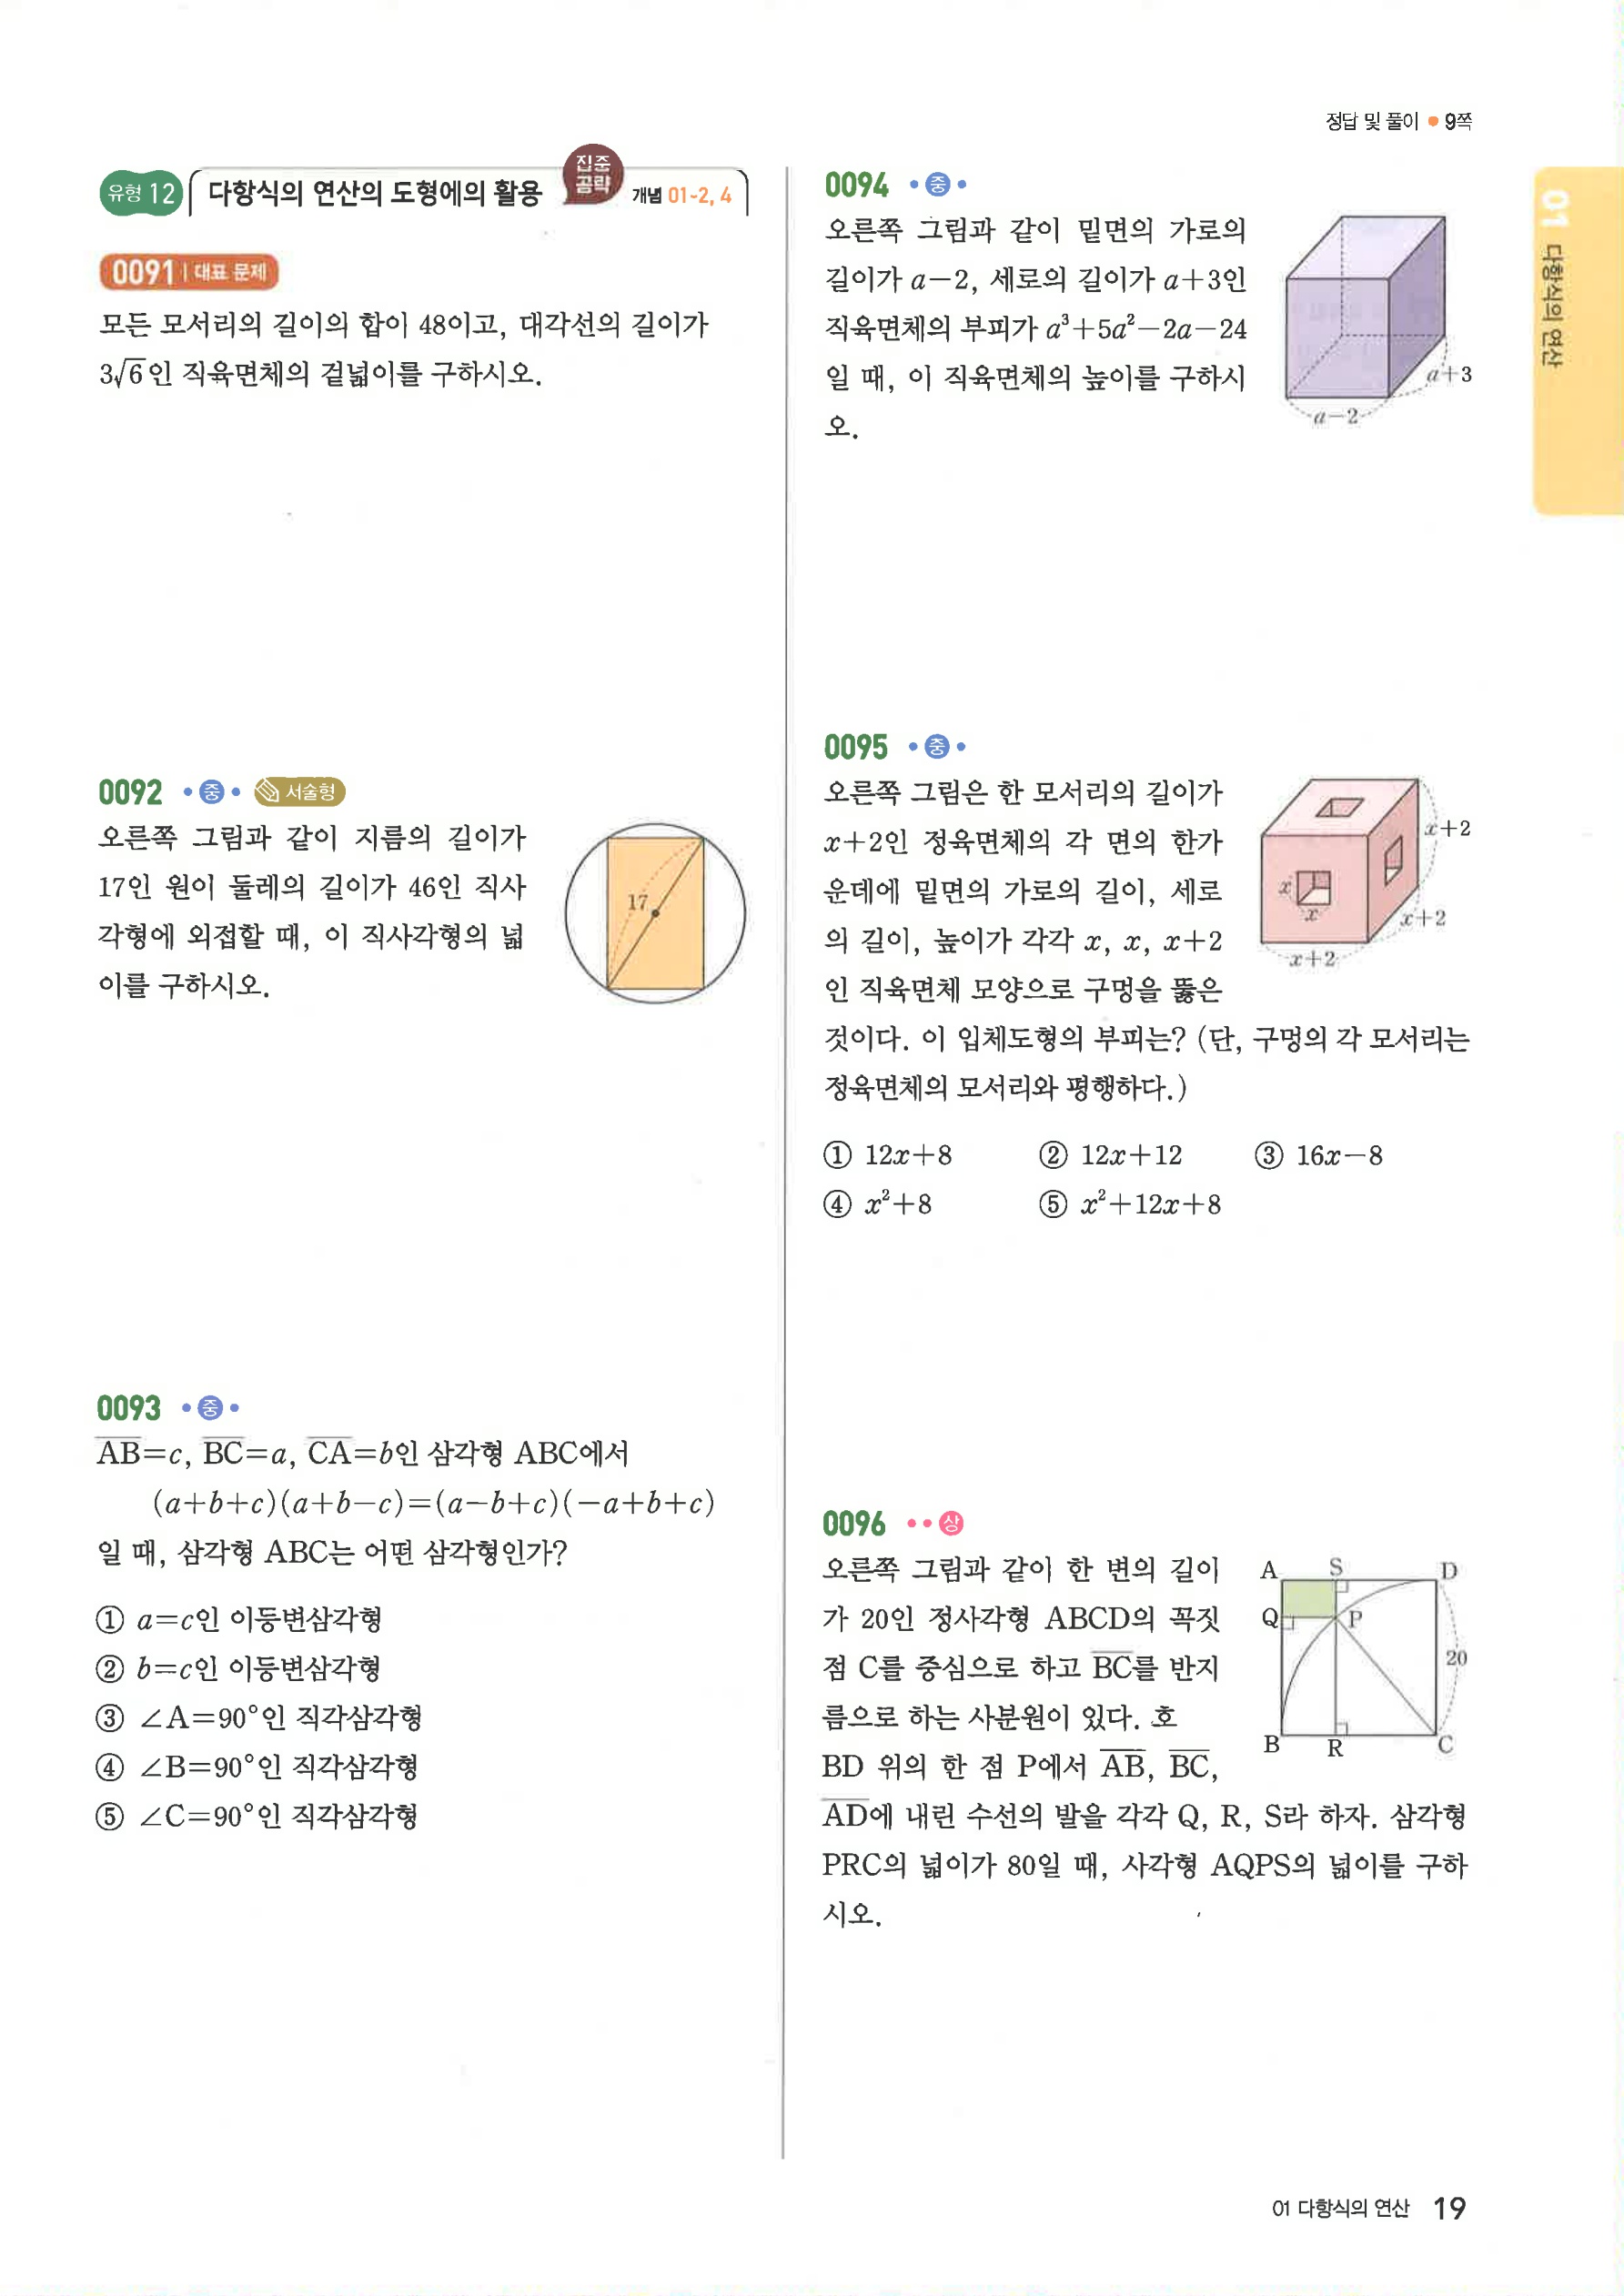 정답 및 풀이 ● 9쪽
유형 12 다항식의 연산의 도형에의 활용 집중 공략 개념 01-2, 4
0091 | 대표 문제
모든 모서리의 길이의 합이 48이고, 대각선의 길이가
3√6인 직육면체의 겉넓이를 구하시오.
0092 •중• 서술형
오른쪽 그림과 같이 지름의 길이가
17인 원이 둘레의 길이가 46인 직사
각형에 외접할 때, 이 직사각형의 넓
이를 구하시오.
17
0093 •중•
A̅B̅=c, B̅C̅=a, C̅A̅=b인 삼각형 ABC에서
(a+b+c)(a+b-c)=(a-b+c)(-a+b+c)
일 때, 삼각형 ABC는 어떤 삼각형인가?
① a=c인 이등변삼각형
② b=c인 이등변삼각형
③ ∠A=90°인 직각삼각형
④ ∠B=90°인 직각삼각형
⑤ ∠C=90°인 직각삼각형
0094 •중•
오른쪽 그림과 같이 밑면의 가로의
길이가 a-2, 세로의 길이가 a+3인
직육면체의 부피가 a³+5a²-2a-24
일 때, 이 직육면체의 높이를 구하시
오.
a+3
a-2
0095 •중•
오른쪽 그림은 한 모서리의 길이가
x+2인 정육면체의 각 면의 한가
운데에 밑면의 가로의 길이, 세로
의 길이, 높이가 각각 x, x, x+2
인 직육면체 모양으로 구멍을 뚫은
것이다. 이 입체도형의 부피는? (단, 구멍의 각 모서리는
정육면체의 모서리와 평행하다.)
x+2
x
x
x+2
x+2
① 12x+8 ② 12x+12 ③ 16x-8
④ x²+8 ⑤ x²+12x+8
0096 ••상
오른쪽 그림과 같이 한 변의 길이
가 20인 정사각형 ABCD의 꼭짓
점 C를 중심으로 하고 B̅C̅를 반지
름으로 하는 사분원이 있다. 호
BD 위의 한 점 P에서 A̅B̅, B̅C̅,
A̅D̅에 내린 수선의 발을 각각 Q, R, S라 하자. 삼각형
PRC의 넓이가 80일 때, 사각형 AQPS의 넓이를 구하
시오.
A S D
Q P
20
B R C
01 다항식의 연산
01 다항식의 연산 19